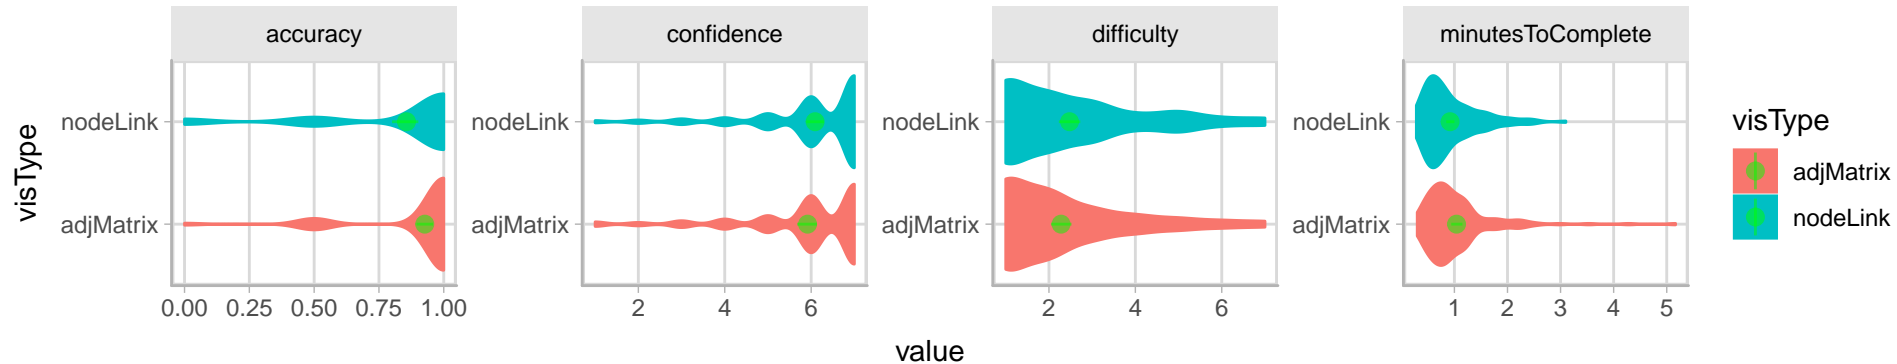 accuracy
confidence
difficulty
minutesToComplete
visType
nodeLink
adjMatrix
0.00 0.25 0.50 0.75 1.00
nodeLink
adjMatrix
2 4 6
nodeLink
adjMatrix
2 4 6
nodeLink
adjMatrix
1 2 3 4 5
value
visType
adjMatrix
nodeLink